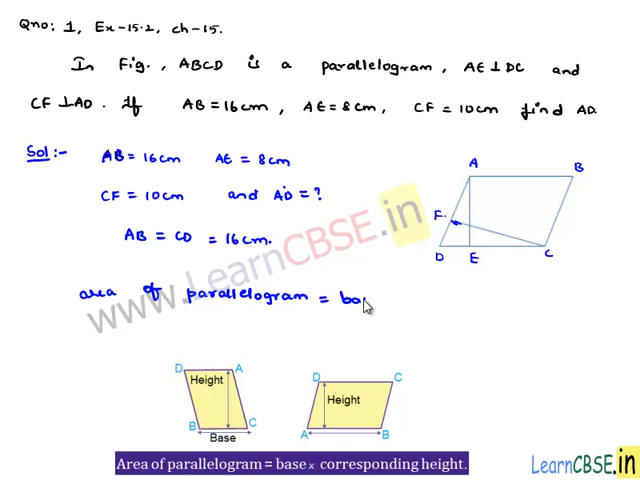 Qno: 1, Ex-15.2, ch-15.
In Fig., ABCD is a parallelogram, AE ⊥ DC and
CF ⊥ AD. If AB = 16cm, AE = 8cm, CF = 10cm find AD.
Sol:- AB = 16cm AE = 8cm
CF = 10cm and AD = ?
AB = CD = 16cm.
area of parallelogram = ba
A B
F
D E C
www.LearnCBSE.in
D A
Height
B C
Base
D C
Height
A B
Area of parallelogram = base × corresponding height.
LearnCBSE.in